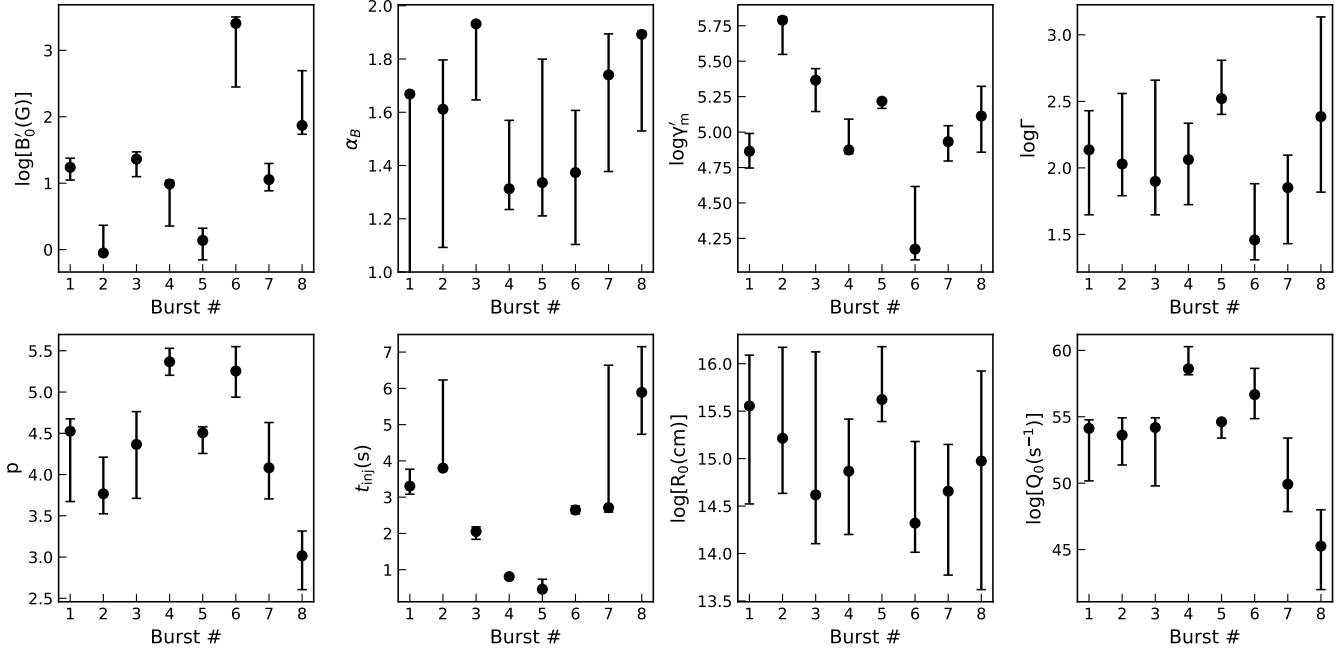 log[B′₀(G)]
3
2
1
0
1 2 3 4 5 6 7 8
Burst #
α_B
2.0
1.8
1.6
1.4
1.2
1.0
1 2 3 4 5 6 7 8
Burst #
logγ′ₘ
5.75
5.50
5.25
5.00
4.75
4.50
4.25
1 2 3 4 5 6 7 8
Burst #
logΓ
3.0
2.5
2.0
1.5
1 2 3 4 5 6 7 8
Burst #
p
5.5
5.0
4.5
4.0
3.5
3.0
2.5
1 2 3 4 5 6 7 8
Burst #
t_inj(s)
7
6
5
4
3
2
1
1 2 3 4 5 6 7 8
Burst #
log[R₀(cm)]
16.0
15.5
15.0
14.5
14.0
13.5
1 2 3 4 5 6 7 8
Burst #
log[Q₀(s⁻¹)]
60
55
50
45
1 2 3 4 5 6 7 8
Burst #